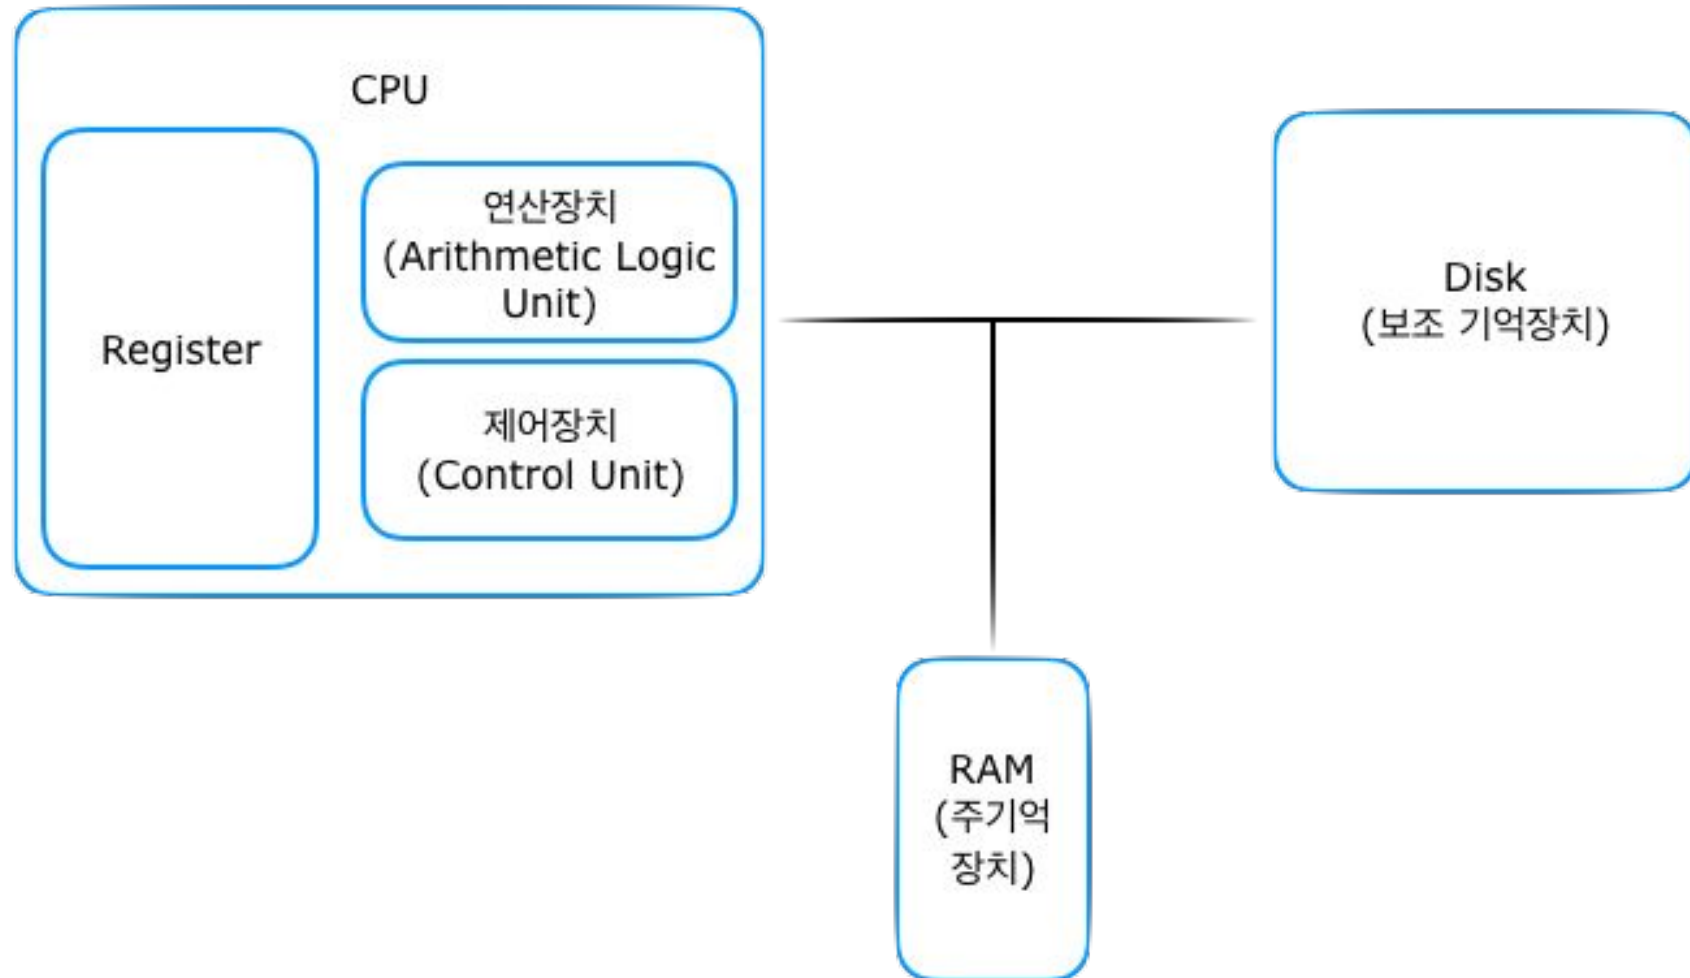 CPU
Register
연산장치
(Arithmetic Logic
Unit)
제어장치
(Control Unit)
Disk
(보조 기억장치)
RAM
(주기억
장치)